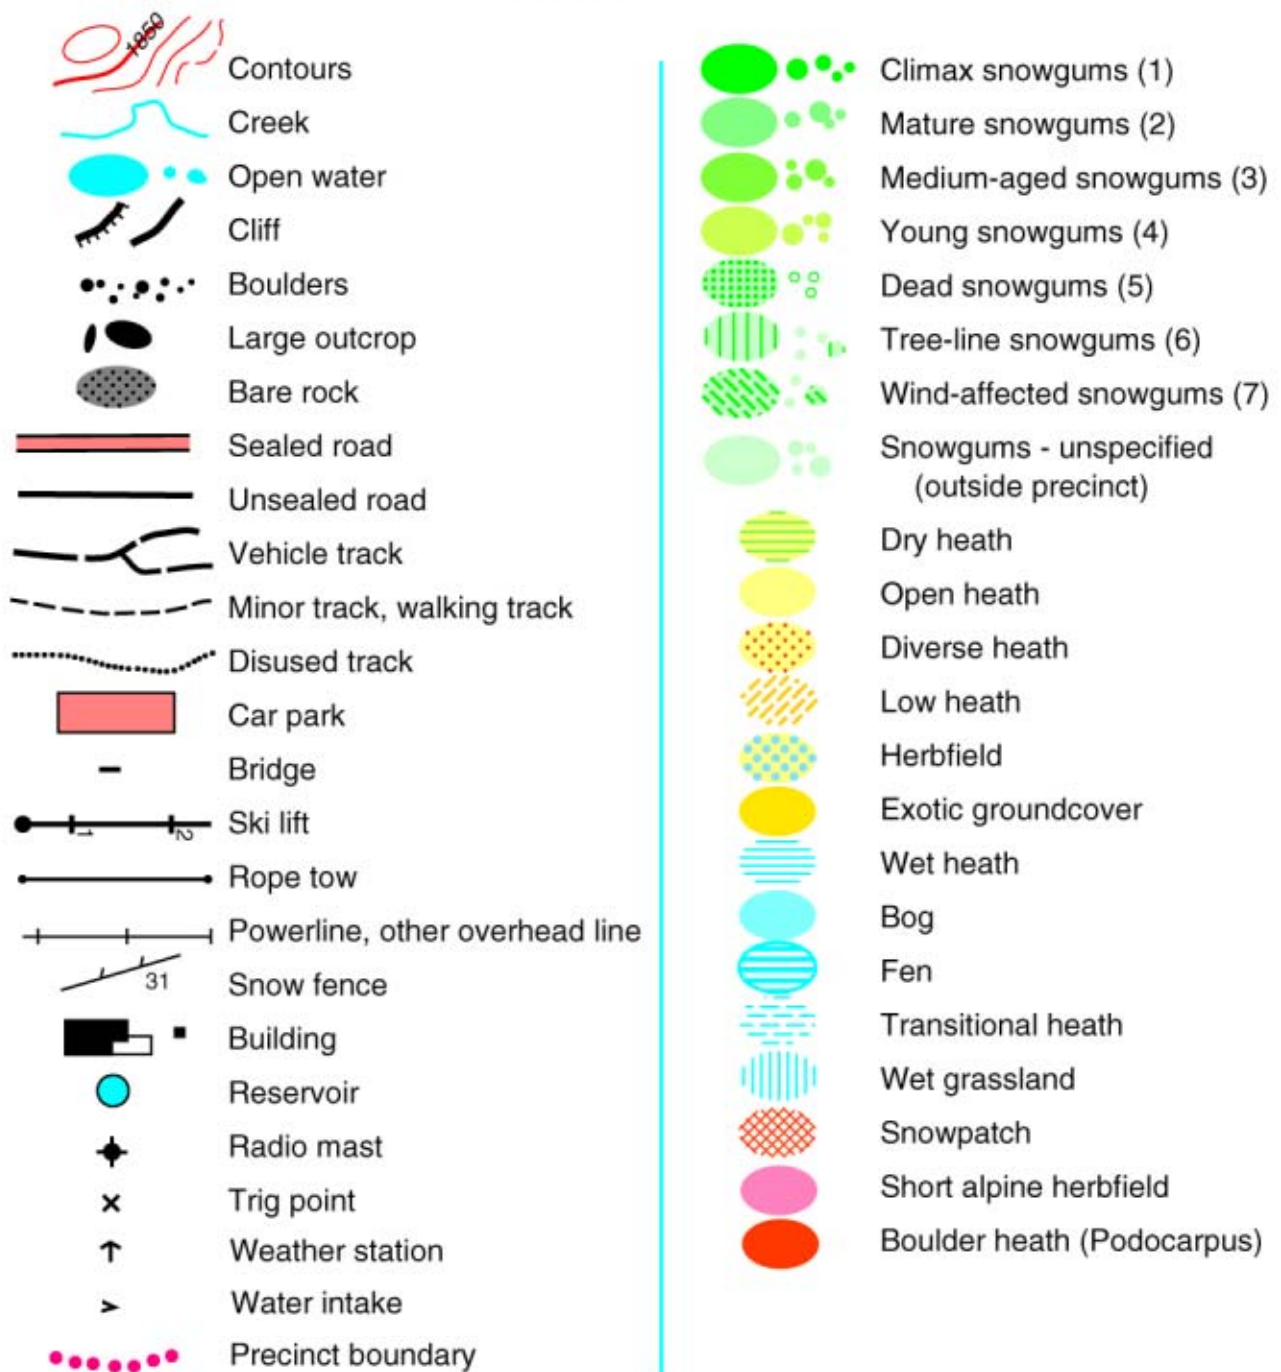 1850
Contours
Creek
Open water
Cliff
Boulders
Large outcrop
Bare rock
Sealed road
Unsealed road
Vehicle track
Minor track, walking track
Disused track
Car park
Bridge
1 2 Ski lift
Rope tow
Powerline, other overhead line
31
Snow fence
Building
Reservoir
Radio mast
Trig point
Weather station
Water intake
Precinct boundary
Climax snowgums (1)
Mature snowgums (2)
Medium-aged snowgums (3)
Young snowgums (4)
Dead snowgums (5)
Tree-line snowgums (6)
Wind-affected snowgums (7)
Snowgums - unspecified
(outside precinct)
Dry heath
Open heath
Diverse heath
Low heath
Herbfield
Exotic groundcover
Wet heath
Bog
Fen
Transitional heath
Wet grassland
Snowpatch
Short alpine herbfield
Boulder heath (Podocarpus)